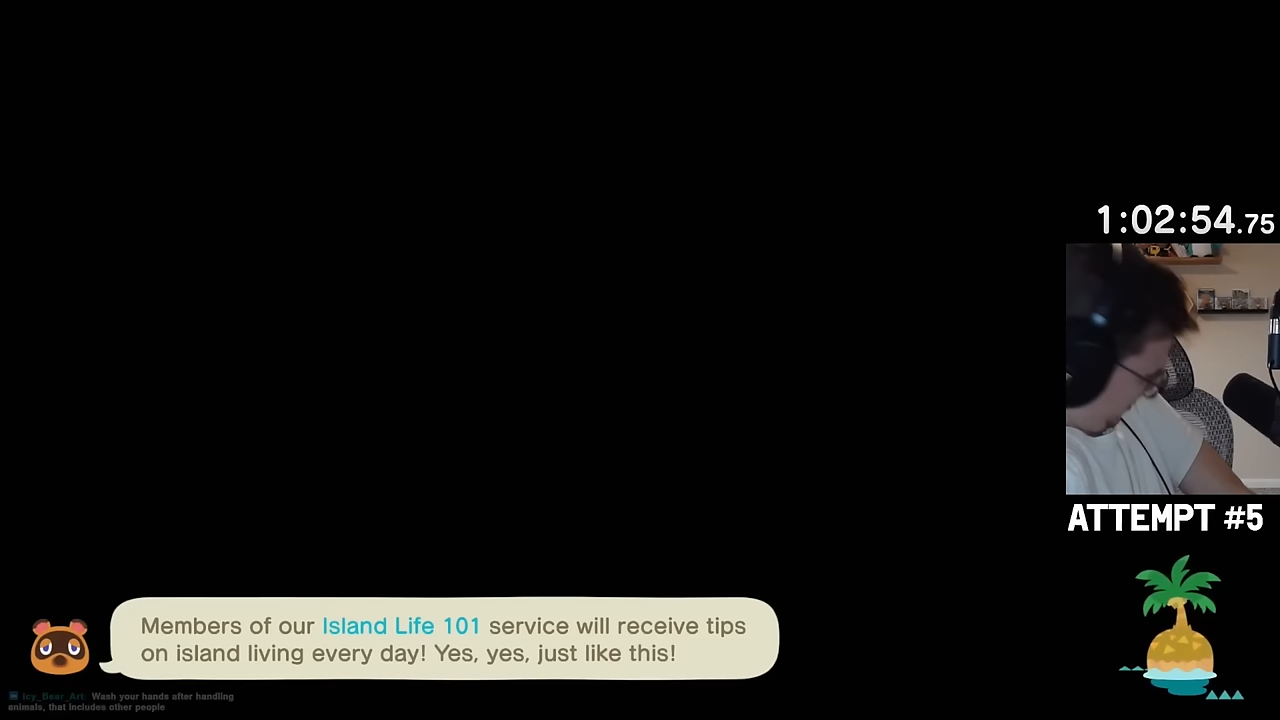 1:02:54.75
ATTEMPT #5
Members of our Island Life 101 service will receive tips
on island living every day! Yes, yes, just like this!
Icy_Bear_Art: Wash your hands after handling
animals, that includes other people